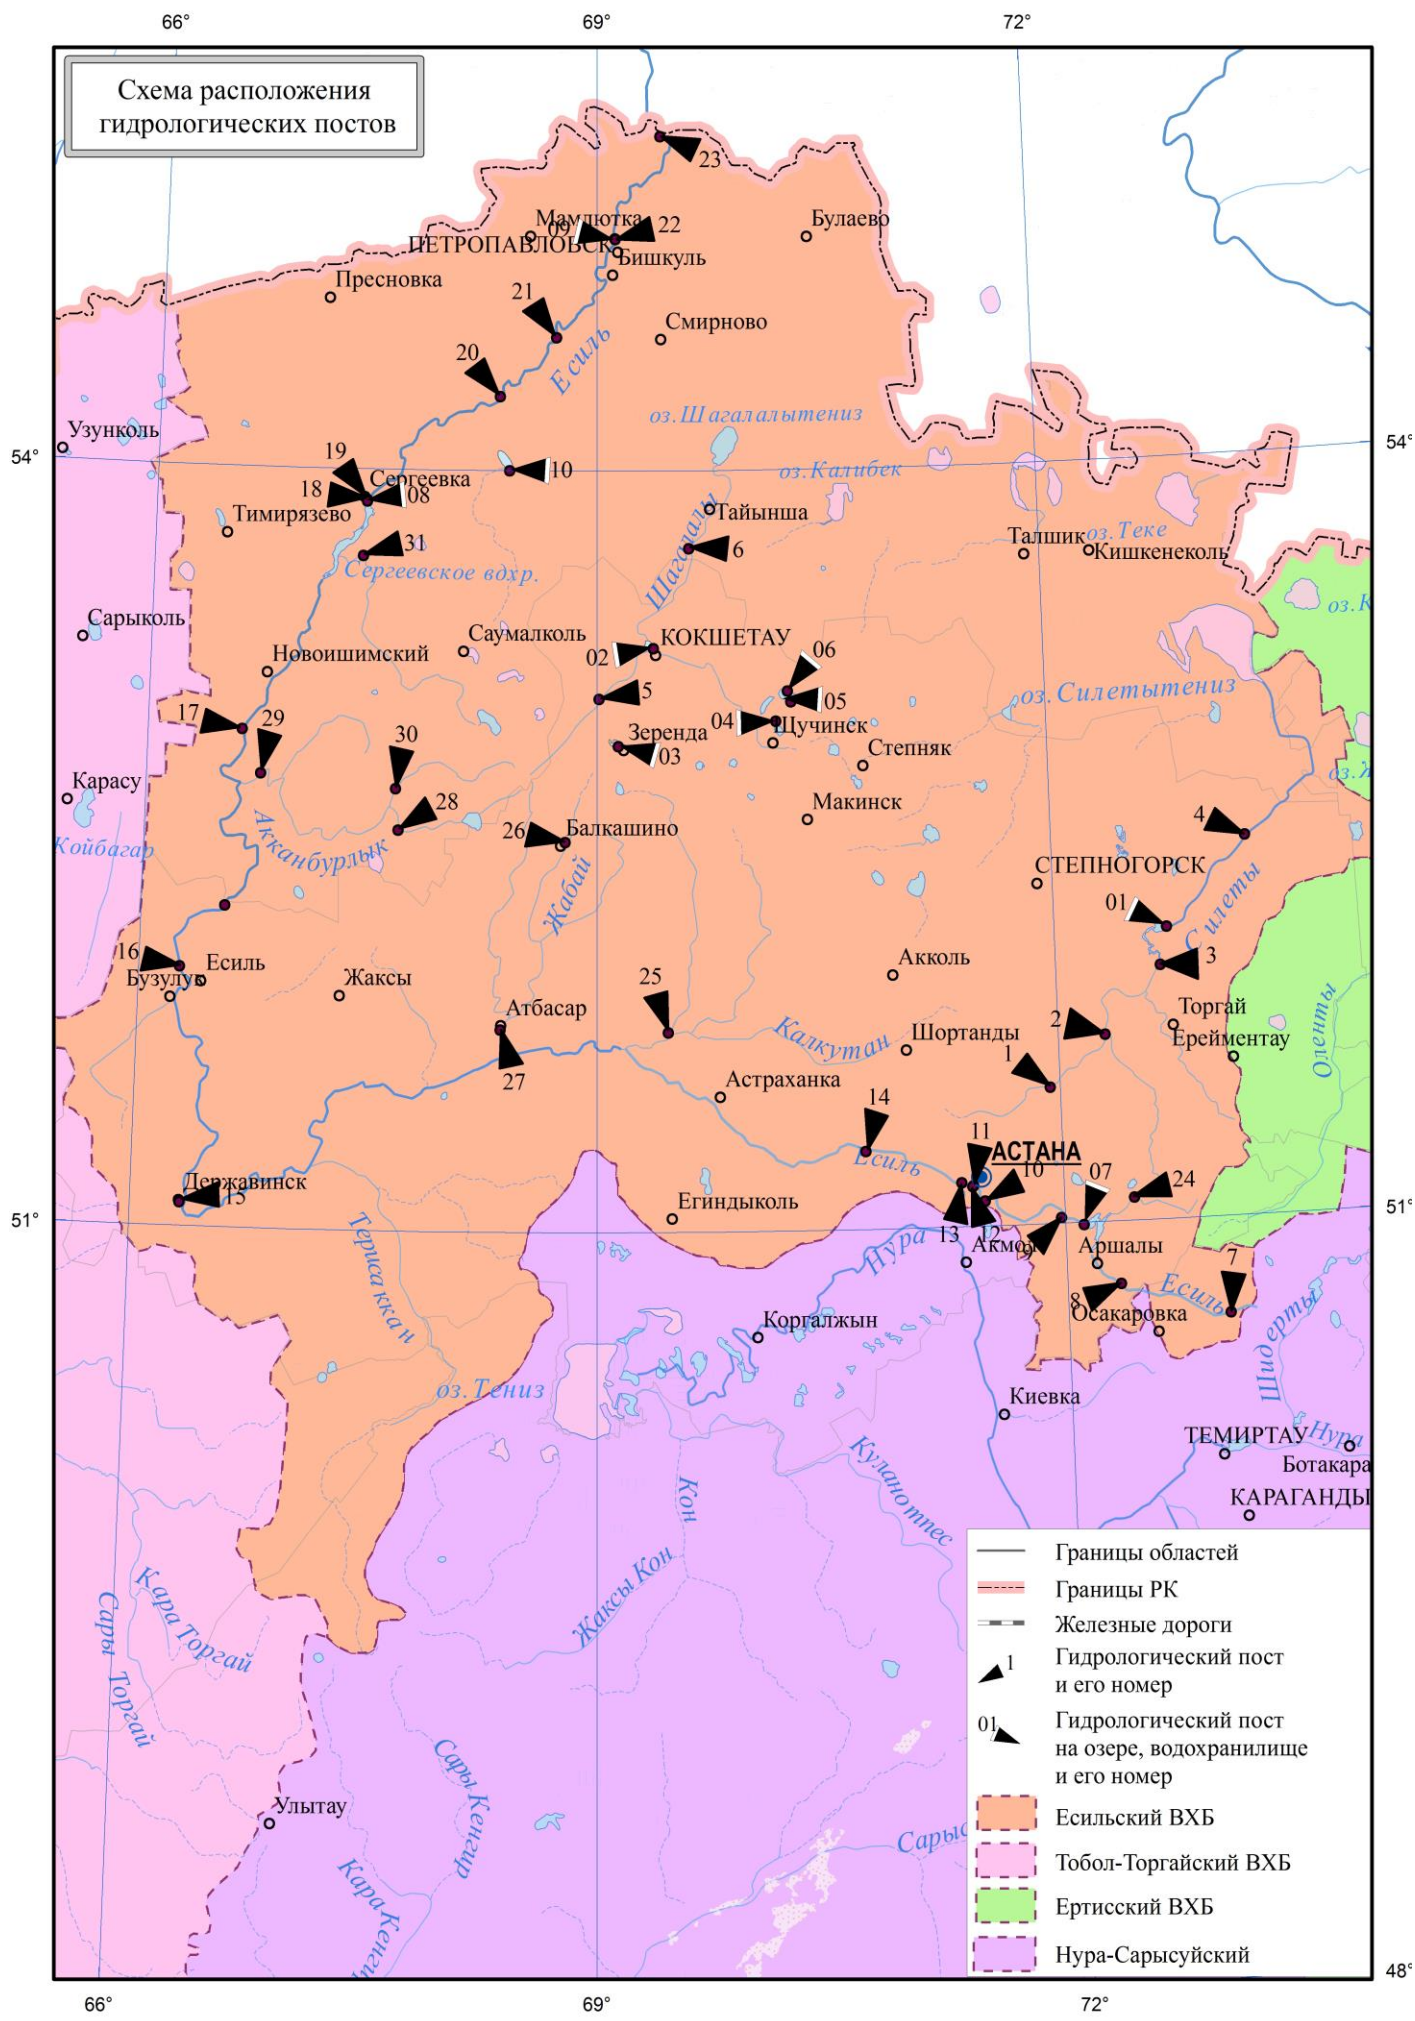 66°
69°
72°
Схема расположения
гидрологических постов
23
Мамлютка
22
Булаево
09
ПЕТРОПАВЛОВСК
Бишкуль
Пресновка
21
Смирново
Есиль
20
оз.Шагалалытениз
Узунколь
54°
54°
19
оз.Калибек
10
Сергеевка
18
08
Тимирязево
Тайынша
31
6
Талшик
оз.Теке
Кишкенеколь
Сергеевское вдхр.
Шагалалы
оз.К
Сарыколь
Саумалколь
КОКШЕТАУ
Новоишимский
02
06
5
оз.Силетытениз
17
29
05
04
30
Зеренда
Щучинск
03
Степняк
оз.Ж
Карасу
Макинск
28
26
Балкашино
4
Койбагар
Акканбурлык
Жабай
СТЕПНОГОРСК
01
Силеты
16
Есиль
3
Бузулук
Жаксы
Акколь
25
Атбасар
Торгай
2
Шортанды
Калкутан
Ерейментау
Оленты
27
1
Астраханка
14
11
АСТАНА
Есиль
10
07
24
Державинск
15
51°
51°
Егиндыколь
13
12
Акмол
9
Аршалы
Нура
Терисаккан
7
8
Есиль
Осакаровка
Коргалжын
Шидерты
оз.Тениз
Киевка
ТЕМИРТАУ
Нура
Ботакара
Куланотпес
Кон
КАРАГАНДЫ
Жаксы Кон
Кара Торгай
Сары Торгай
Сары Кенгир
Улытау
Сарыс
Кара Кенгир
Границы областей
Границы РК
Железные дороги
1
Гидрологический пост
и его номер
01
Гидрологический пост
на озере, водохранилище
и его номер
Есильский ВХБ
Тобол-Торгайский ВХБ
Ертисский ВХБ
Нура-Сарысуйский
48°
66°
69°
72°